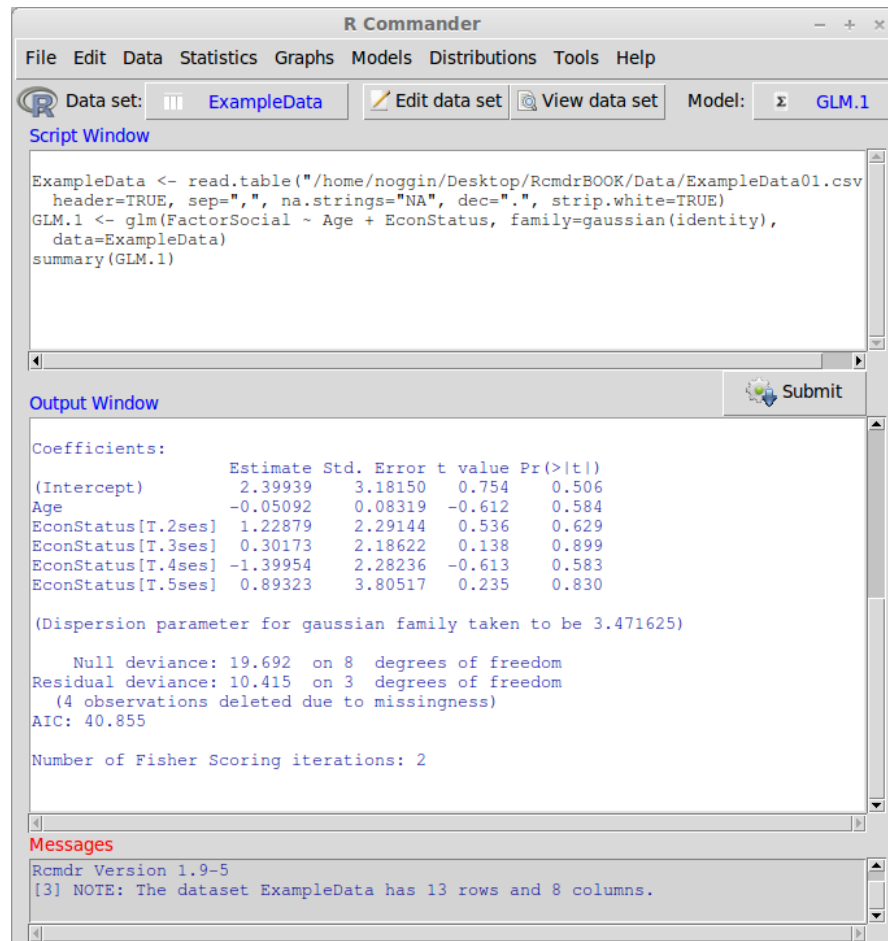 R Commander
File Edit Data Statistics Graphs Models Distributions Tools Help
R Data set: ExampleData Edit data set View data set Model: Σ GLM.1
Script Window
ExampleData <- read.table("/home/noggin/Desktop/RcmdrBOOK/Data/ExampleData01.csv
  header=TRUE, sep=",", na.strings="NA", dec=".", strip.white=TRUE)
GLM.1 <- glm(FactorSocial ~ Age + EconStatus, family=gaussian(identity),
  data=ExampleData)
summary(GLM.1)
Submit
Output Window
Coefficients:
                   Estimate Std. Error t value Pr(>|t|)
(Intercept)         2.39939    3.18150   0.754    0.506
Age                -0.05092    0.08319  -0.612    0.584
EconStatus[T.2ses]  1.22879    2.29144   0.536    0.629
EconStatus[T.3ses]  0.30173    2.18622   0.138    0.899
EconStatus[T.4ses] -1.39954    2.28236  -0.613    0.583
EconStatus[T.5ses]  0.89323    3.80517   0.235    0.830
(Dispersion parameter for gaussian family taken to be 3.471625)
    Null deviance: 19.692  on 8  degrees of freedom
Residual deviance: 10.415  on 3  degrees of freedom
  (4 observations deleted due to missingness)
AIC: 40.855
Number of Fisher Scoring iterations: 2
Messages
Rcmdr Version 1.9-5
[3] NOTE: The dataset ExampleData has 13 rows and 8 columns.